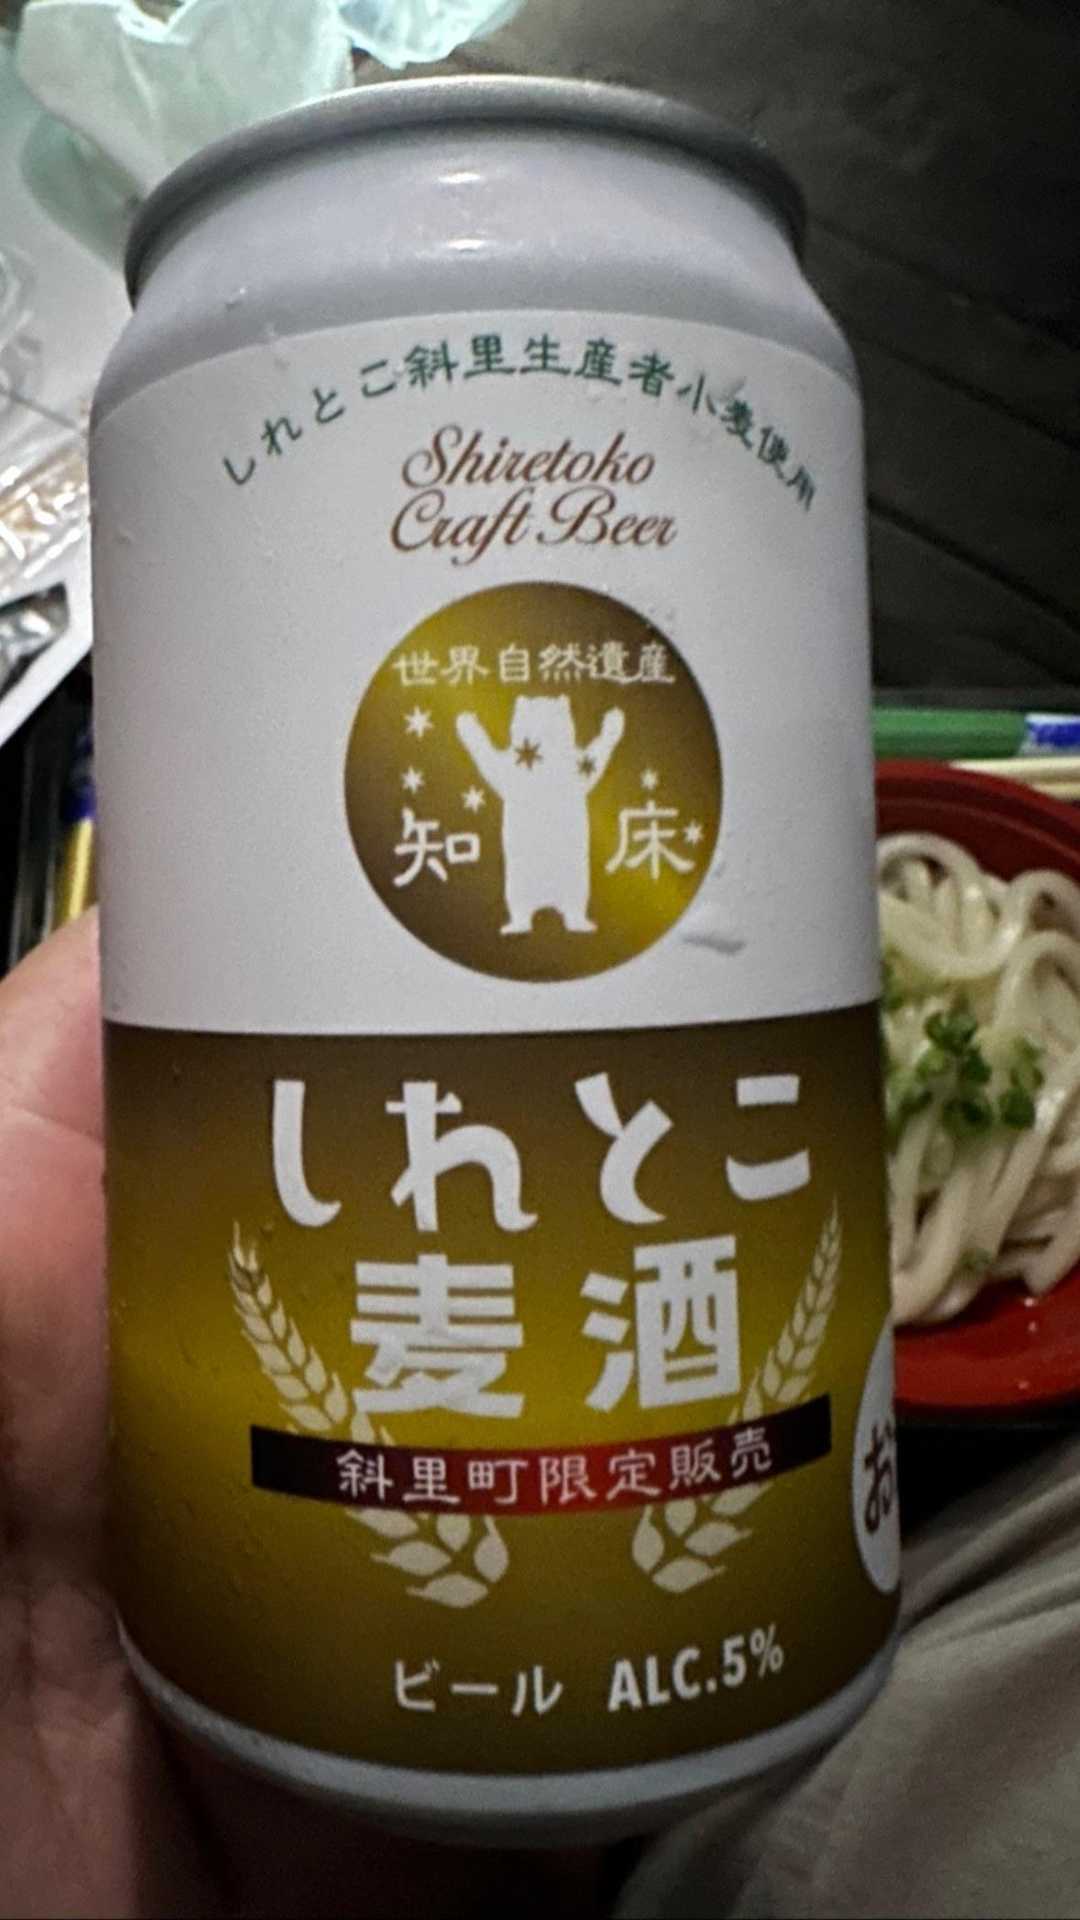 しれとこ斜里生産者小麦使用
Shiretoko
Craft Beer
世界自然遺産
知床
しれとこ
麦酒
斜里町限定販売
お
ビール ALC.5%